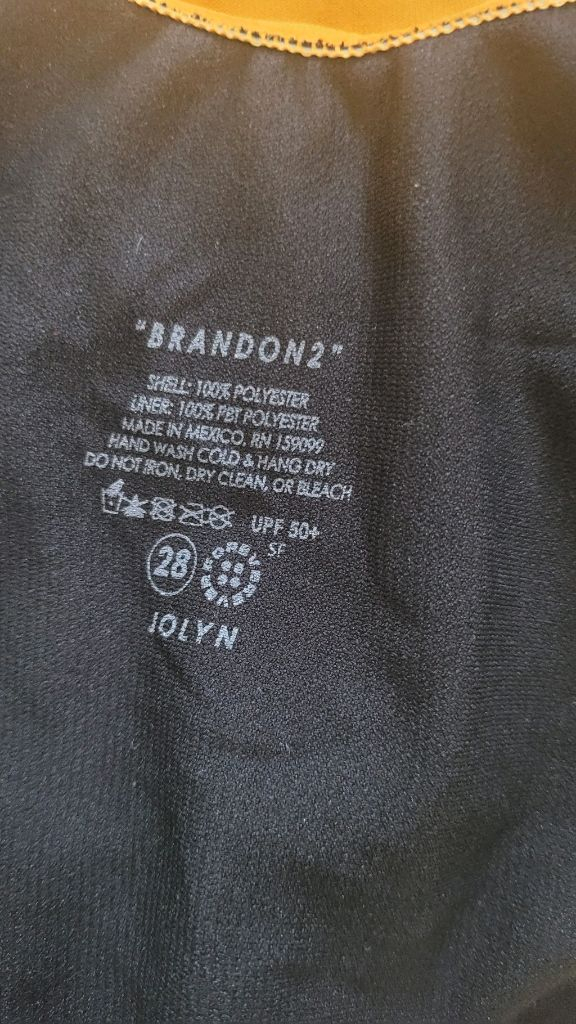 "BRANDON2"
SHELL: 100% POLYESTER
LINER: 100% PBT POLYESTER
MADE IN MEXICO. RN 159099
HAND WASH COLD & HANG DRY
DO NOT IRON, DRY CLEAN, OR BLEACH
UPF 50+
28
SF
JOLYN